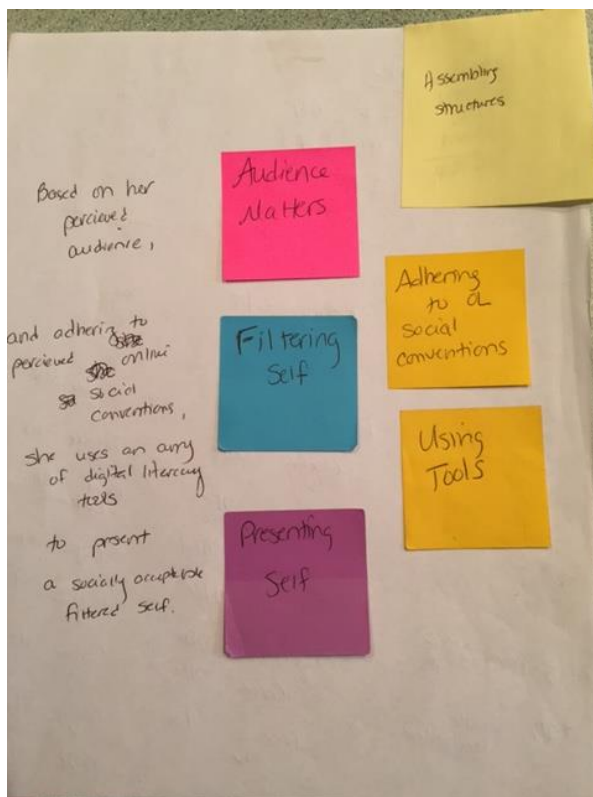 Assembling
structures
Audience
Matters
Based on her
percieved
audience,
Adhering
to a
social
conventions
and adhering to
percieved online
social
conventions,
Filtering
Self
Using
Tools
she uses an arry
of digital literacy
tools
Presenting
Self
to present
a socially acceptable
filtered self.